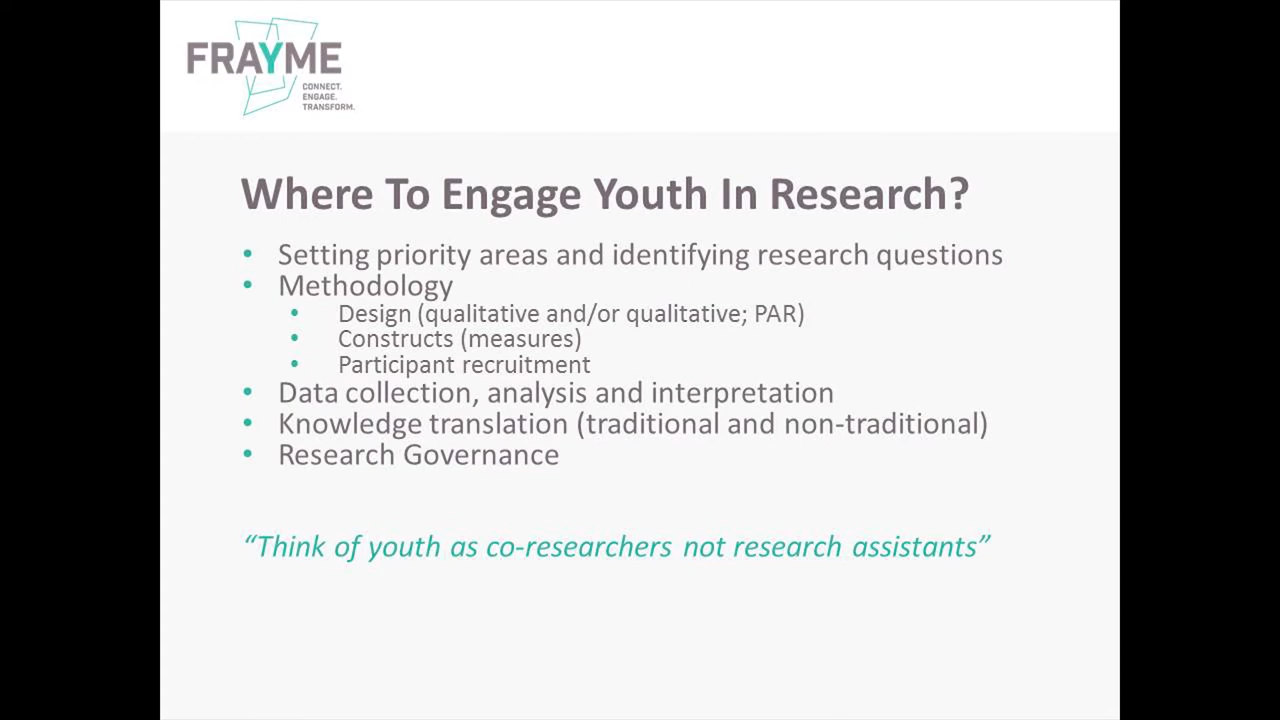 FRAYME
CONNECT.
ENGAGE.
TRANSFORM.
Where To Engage Youth In Research?
• Setting priority areas and identifying research questions
• Methodology
• Design (qualitative and/or qualitative; PAR)
• Constructs (measures)
• Participant recruitment
• Data collection, analysis and interpretation
• Knowledge translation (traditional and non-traditional)
• Research Governance
“Think of youth as co-researchers not research assistants”